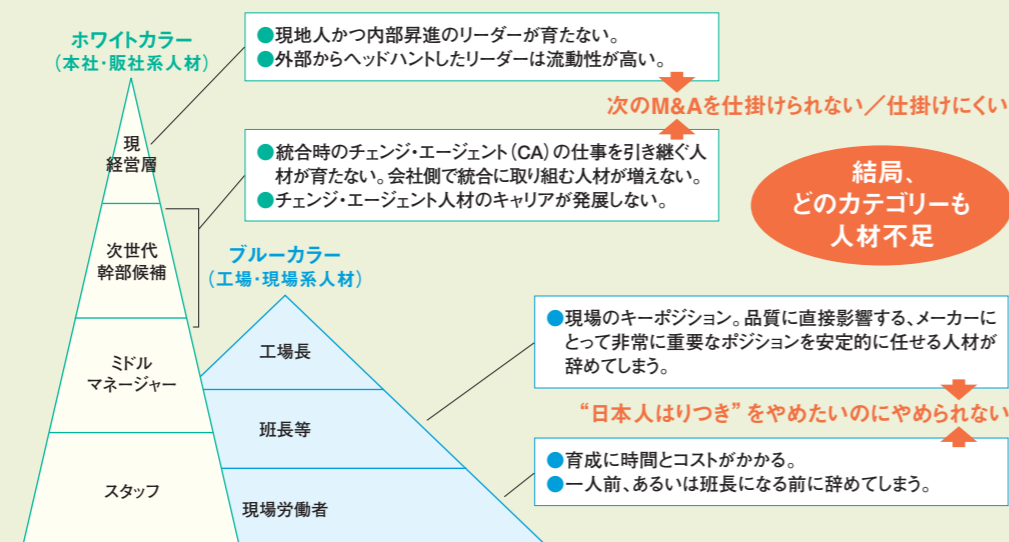 ホワイトカラー
(本社・販社系人材)
現
経営層
次世代
幹部候補
ミドル
マネージャー
スタッフ
●現地人かつ内部昇進のリーダーが育たない。
●外部からヘッドハントしたリーダーは流動性が高い。
次のM&Aを仕掛けられない/仕掛けにくい
●統合時のチェンジ・エージェント(CA)の仕事を引き継ぐ人
材が育たない。会社側で統合に取り組む人材が増えない。
●チェンジ・エージェント人材のキャリアが発展しない。
結局、
どのカテゴリーも
人材不足
ブルーカラー
(工場・現場系人材)
工場長
班長等
現場労働者
●現場のキーポジション。品質に直接影響する、メーカーに
とって非常に重要なポジションを安定的に任せる人材が
辞めてしまう。
“日本人はりつき”をやめたいのにやめられない
●育成に時間とコストがかかる。
●一人前、あるいは班長になる前に辞めてしまう。